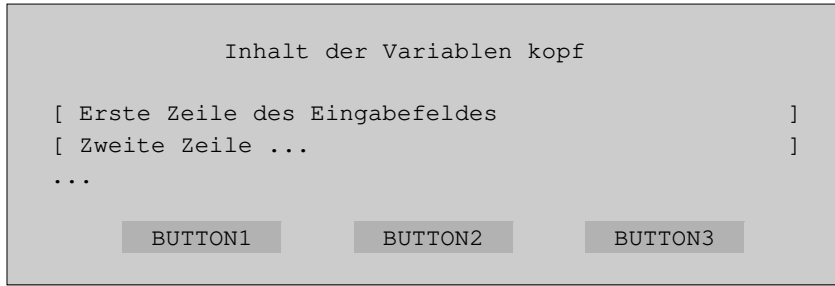 Inhalt der Variablen kopf
[ Erste Zeile des Eingabefeldes ]
[ Zweite Zeile ... ]
...
BUTTON1 BUTTON2 BUTTON3